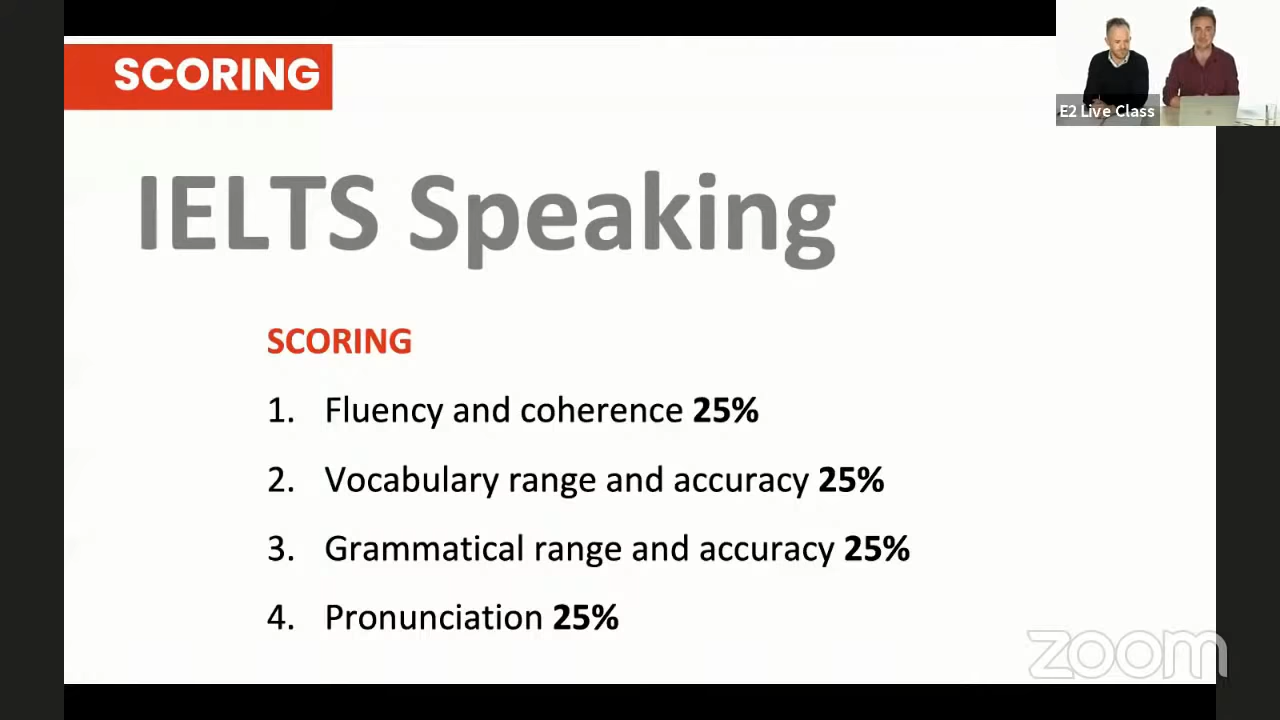 SCORING
E2 Live Class
IELTS Speaking
SCORING
1. Fluency and coherence 25%
2. Vocabulary range and accuracy 25%
3. Grammatical range and accuracy 25%
4. Pronunciation 25%
zoom